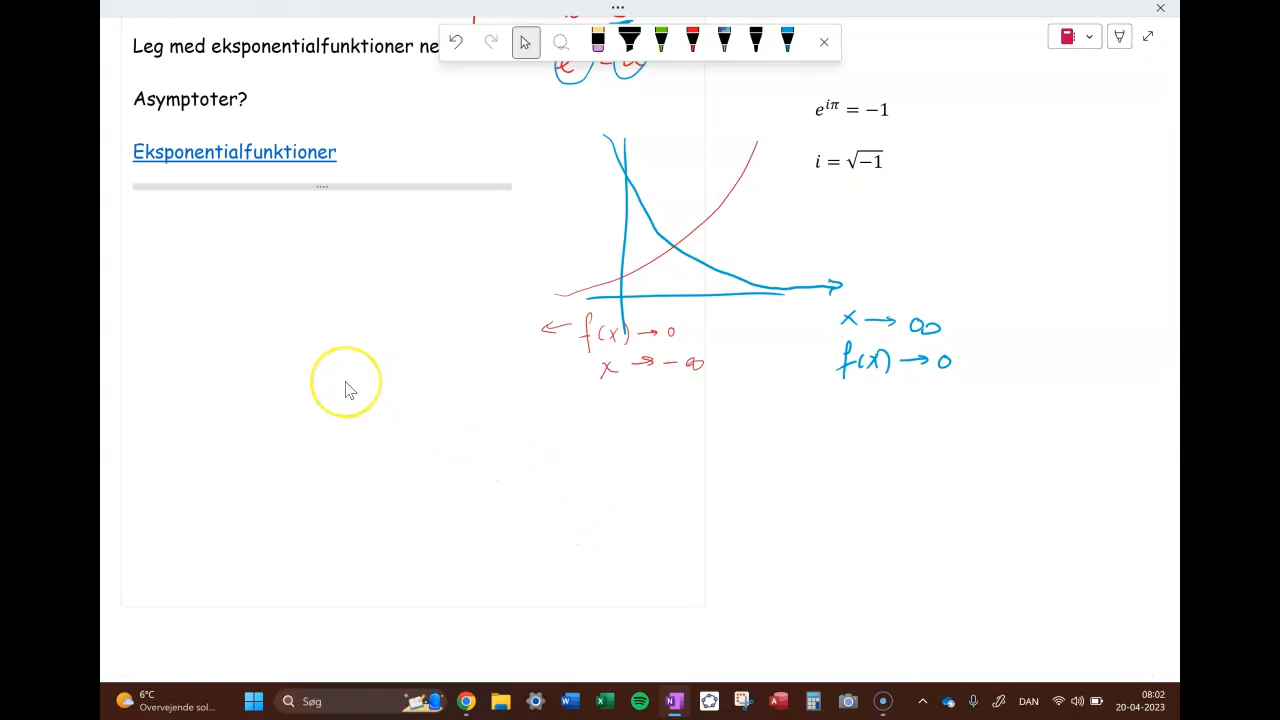 Leg med eksponentialfunktioner ne
Asymptoter?
Eksponentialfunktioner
e^{iπ} = −1
i = √−1
f(x) → 0
x → − ∞
x → ∞
f(x) → 0
6°C
Overvejende sol...
Søg
DAN
08:02
20-04-2023